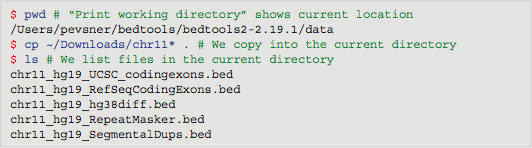 $ pwd # “Print working directory” shows current location
/Users/pevsner/bedtools/bedtools2-2.19.1/data
$ cp ~/Downloads/chr11* . # We copy into the current directory
$ ls # We list files in the current directory
chr11_hg19_UCSC_codingexons.bed
chr11_hg19_RefSeqCodingExons.bed
chr11_hg19_hg38diff.bed
chr11_hg19_RepeatMasker.bed
chr11_hg19_SegmentalDups.bed